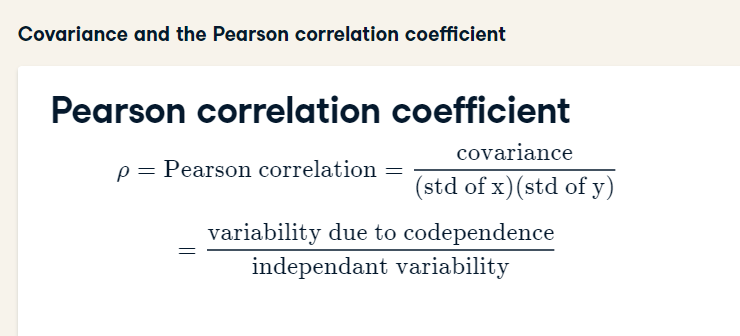 Covariance and the Pearson correlation coefficient
Pearson correlation coefficient
ρ = Pearson correlation = covariance / (std of x)(std of y)
= variability due to codependence / independant variability